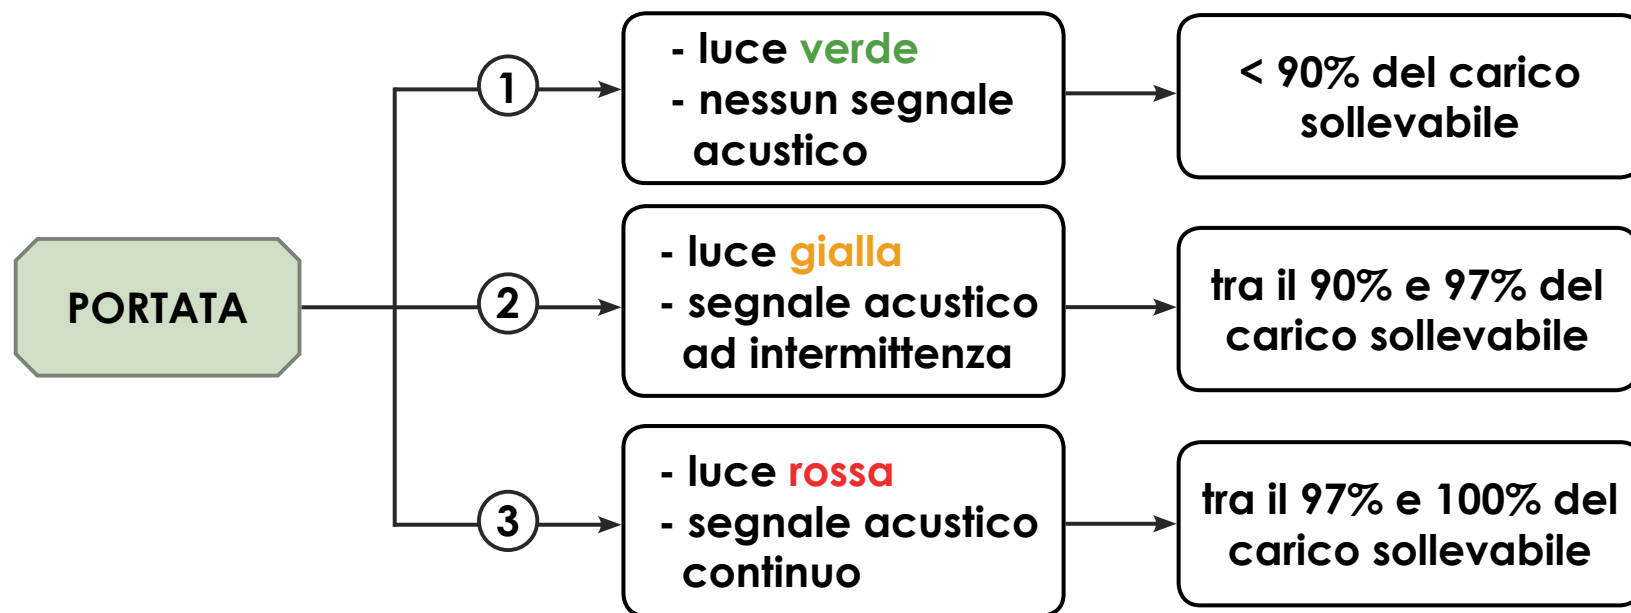 PORTATA
1
- luce verde
- nessun segnale
acustico
< 90% del carico
sollevabile
2
- luce gialla
- segnale acustico
ad intermittenza
tra il 90% e 97% del
carico sollevabile
3
- luce rossa
- segnale acustico
continuo
tra il 97% e 100% del
carico sollevabile